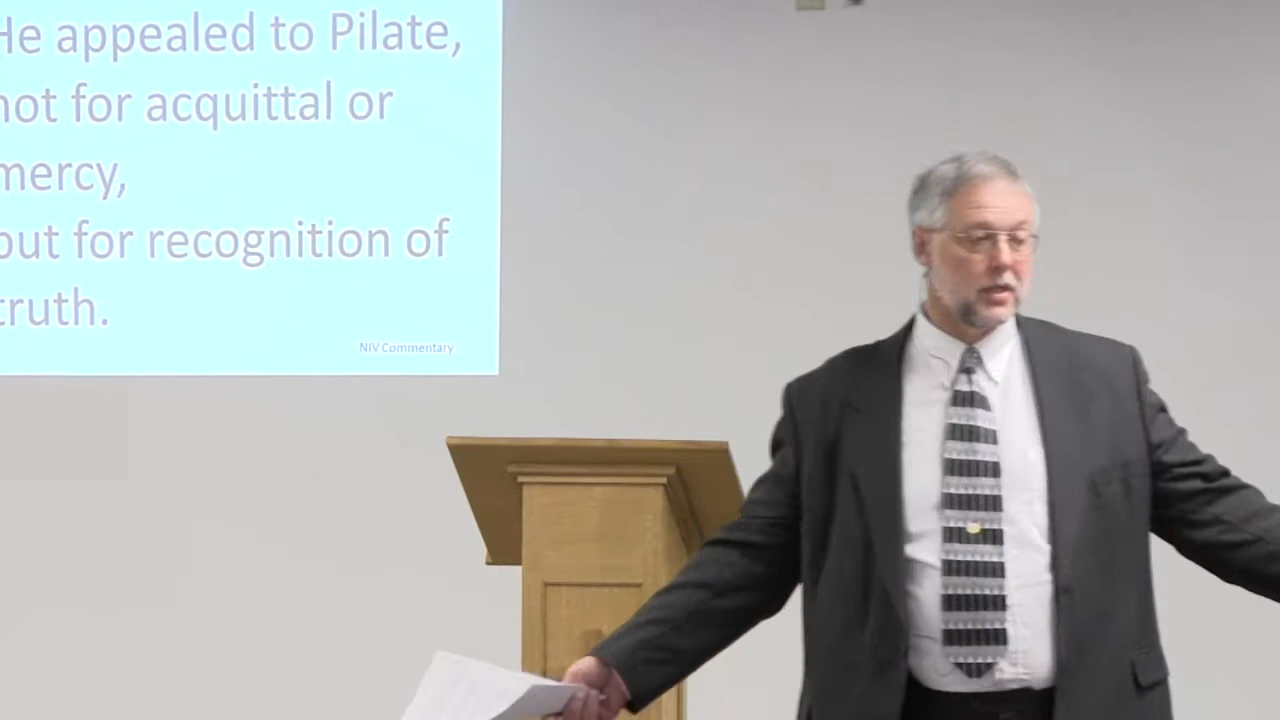 He appealed to Pilate,
not for acquittal or
mercy,
but for recognition of
truth.
NIV Commentary